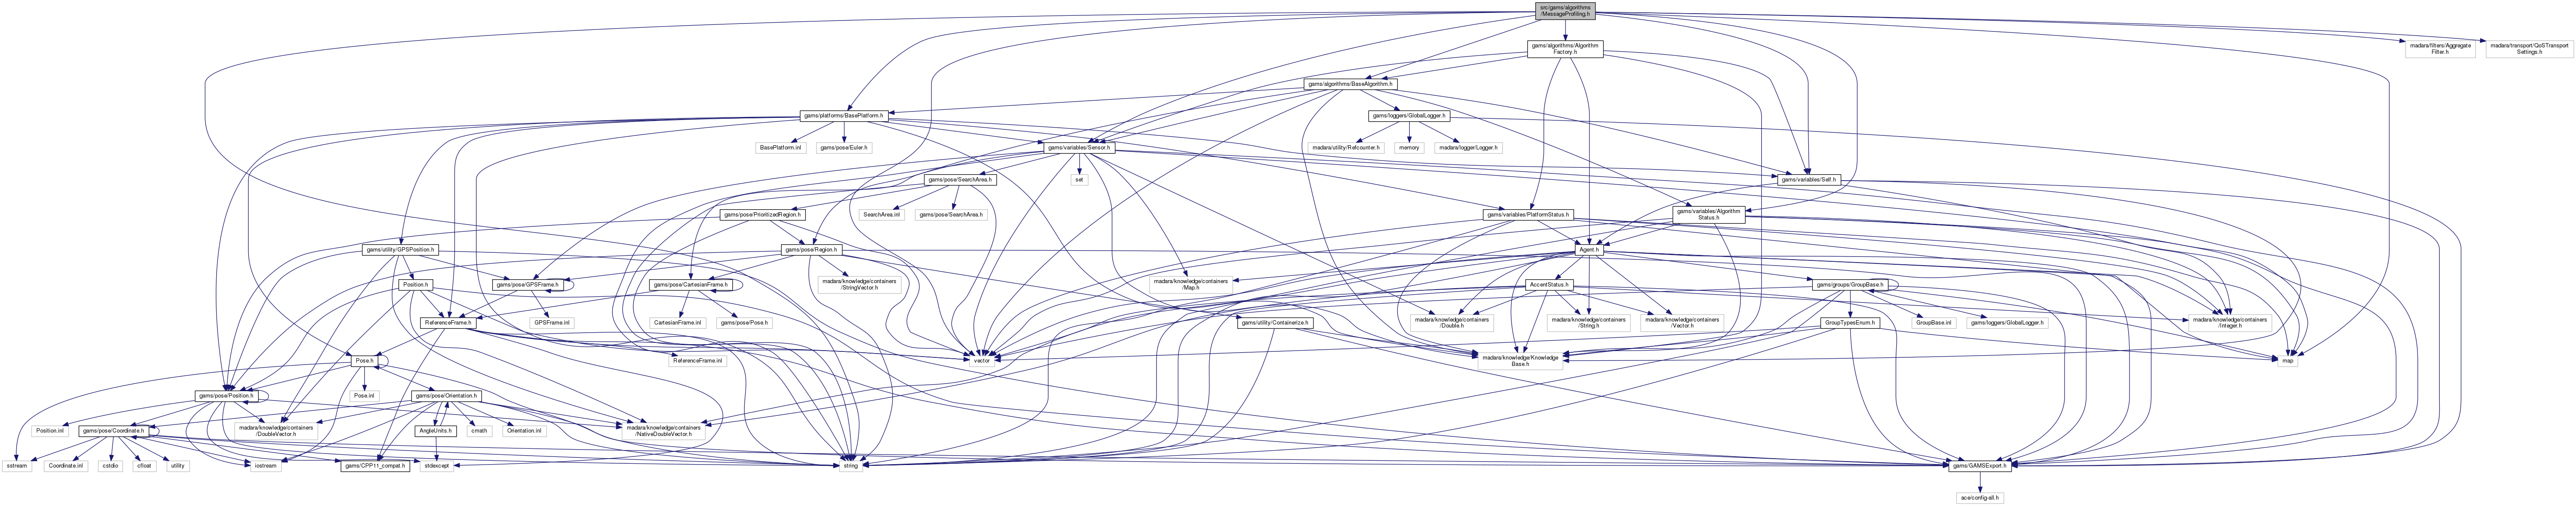 src/gams/algorithms
/MessageProfiling.h
gams/algorithms/Algorithm
Factory.h
madara/filters/Aggregate
Filter.h
madara/transport/QoSTransport
Settings.h
gams/algorithms/BaseAlgorithm.h
gams/platforms/BasePlatform.h
gams/loggers/GlobalLogger.h
BasePlatform.inl
gams/pose/Euler.h
gams/variables/Sensor.h
madara/utility/Refcounter.h
memory
madara/logger/Logger.h
set
gams/pose/SearchArea.h
gams/variables/Self.h
gams/pose/PrioritizedRegion.h
SearchArea.inl
gams/pose/SearchArea.h
gams/variables/PlatformStatus.h
gams/variables/Algorithm
Status.h
gams/utility/GPSPosition.h
gams/pose/Region.h
Agent.h
Position.h
gams/pose/GPSFrame.h
gams/pose/CartesianFrame.h
madara/knowledge/containers
/StringVector.h
madara/knowledge/containers
/Map.h
AccentStatus.h
gams/groups/GroupBase.h
ReferenceFrame.h
GPSFrame.inl
CartesianFrame.inl
gams/pose/Pose.h
gams/utility/Containerize.h
madara/knowledge/containers
/Double.h
madara/knowledge/containers
/String.h
madara/knowledge/containers
/Vector.h
GroupTypesEnum.h
GroupBase.inl
gams/loggers/GlobalLogger.h
madara/knowledge/containers
/Integer.h
Pose.h
ReferenceFrame.inl
vector
madara/knowledge/Knowledge
Base.h
map
gams/pose/Position.h
Pose.inl
gams/pose/Orientation.h
Position.inl
gams/pose/Coordinate.h
madara/knowledge/containers
/DoubleVector.h
AngleUnits.h
cmath
Orientation.inl
madara/knowledge/containers
/NativeDoubleVector.h
sstream
Coordinate.inl
cstdio
cfloat
utility
iostream
gams/CPP11_compat.h
stdexcept
string
gams/GAMSExport.h
ace/config-all.h